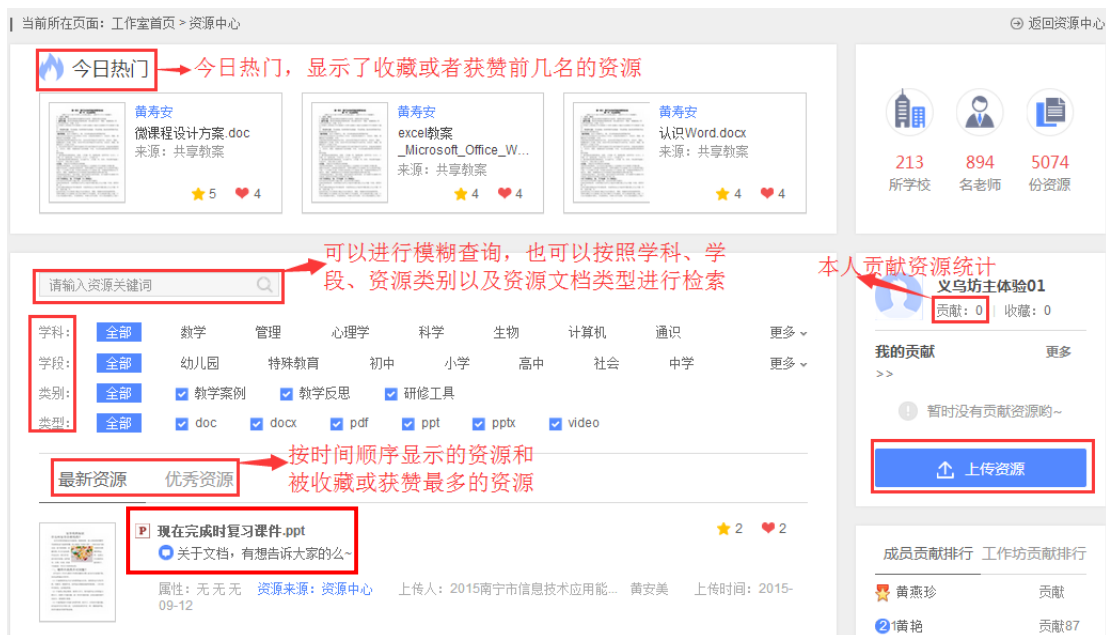 当前所在页面：工作室首页 > 资源中心
返回资源中心
今日热门
今日热门，显示了收藏或者获赞前几名的资源
黄寿安
微课程设计方案.doc
来源：共享教案
5 4
黄寿安
excel教案
_Microsoft_Office_W...
来源：共享教案
4 4
黄寿安
认识Word.docx
来源：共享教案
4 4
213
所学校
894
名老师
5074
份资源
可以进行模糊查询，也可以按照学科、学
段、资源类别以及资源文档类型进行检索
请输入资源关键词
本人贡献资源统计
义乌坊主体验01
贡献：0 | 收藏：0
学科： 全部 数学 管理 心理学 科学 生物 计算机 通识 更多
学段： 全部 幼儿园 特殊教育 初中 小学 高中 社会 中学 更多
类别： 全部 教学案例 教学反思 研修工具
类型： 全部 doc docx pdf ppt pptx video
我的贡献 更多
>>
暂时没有贡献资源哟~
上传资源
按时间顺序显示的资源和
被收藏或获赞最多的资源
最新资源 优秀资源
现在完成时复习课件.ppt
2 2
关于文档，有想告诉大家的么~
属性：无 无 无 资源来源：资源中心 上传人：2015南宁市信息技术应用能... 黄安美 上传时间：2015-
09-12
成员贡献排行 工作坊贡献排行
黄燕珍 贡献
2 1黄艳 贡献87